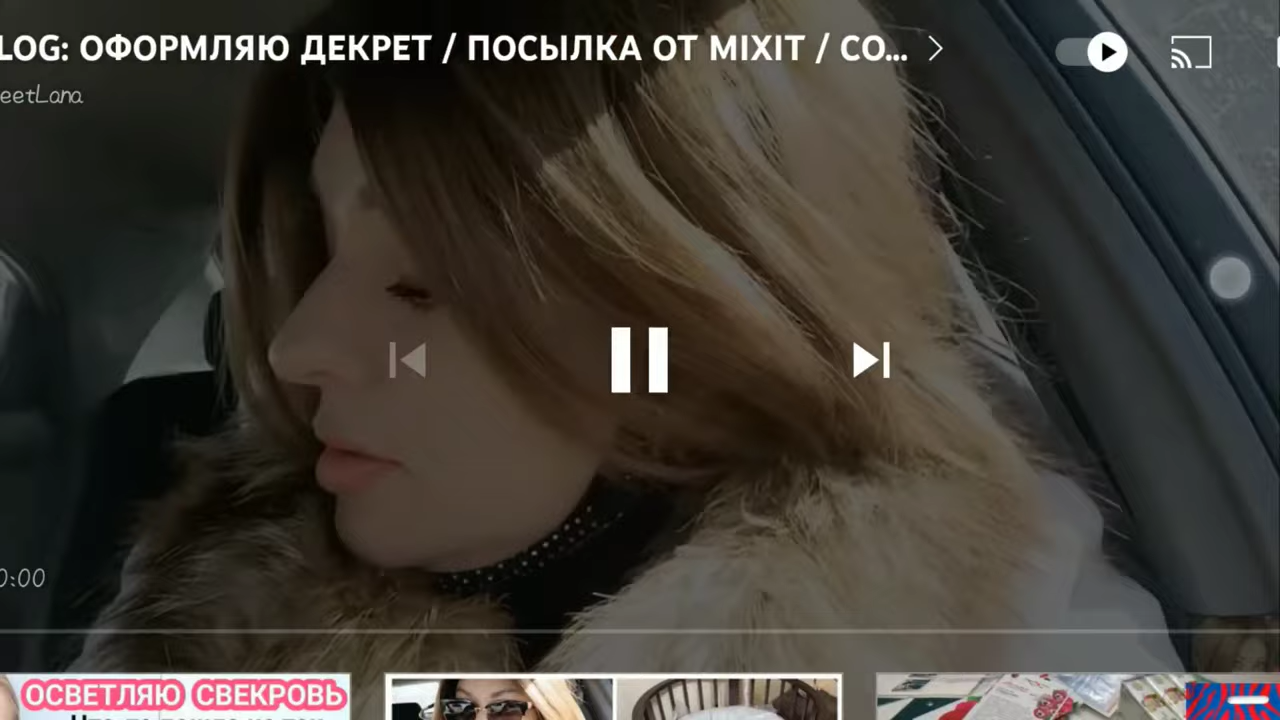 LOG: ОФОРМЛЯЮ ДЕКРЕТ / ПОСЫЛКА ОТ MIXIT / СО...
eetLana
0:00
ОСВЕТЛЯЮ СВЕКРОВЬ